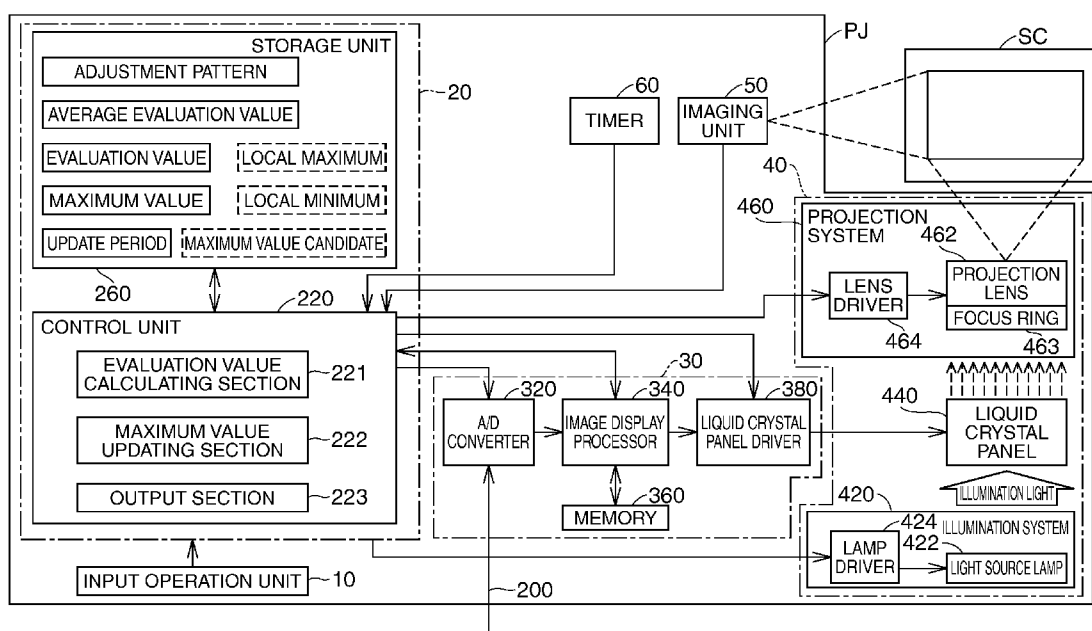 PJ
SC
STORAGE UNIT
ADJUSTMENT PATTERN
AVERAGE EVALUATION VALUE
EVALUATION VALUE
LOCAL MAXIMUM
MAXIMUM VALUE
LOCAL MINIMUM
UPDATE PERIOD
MAXIMUM VALUE CANDIDATE
20
60
TIMER
50
IMAGING
UNIT
260
220
CONTROL UNIT
EVALUATION VALUE
CALCULATING SECTION
221
MAXIMUM VALUE
UPDATING SECTION
222
OUTPUT SECTION
223
INPUT OPERATION UNIT
10
40
460
PROJECTION
SYSTEM
462
PROJECTION
LENS
FOCUS RING
463
LENS
DRIVER
464
30
320
A/D
CONVERTER
340
IMAGE DISPLAY
PROCESSOR
380
LIQUID CRYSTAL
PANEL DRIVER
360
MEMORY
200
440
LIQUID
CRYSTAL
PANEL
ILLUMINATION LIGHT
420
424
ILLUMINATION SYSTEM
422
LAMP
DRIVER
LIGHT SOURCE LAMP